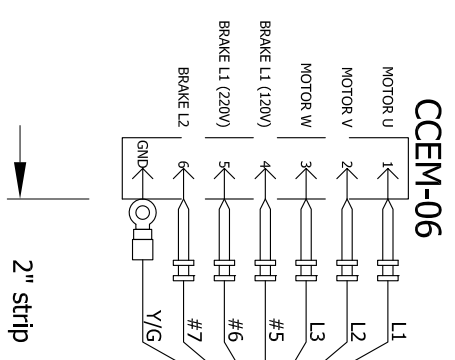 CCEM-06
MOTOR U
MOTOR V
MOTOR W
BRAKE L1 (120V)
BRAKE L1 (220V)
BRAKE L2
1
2
3
4
5
6
GND
L1
L2
L3
#5
#6
#7
Y/G
2" strip